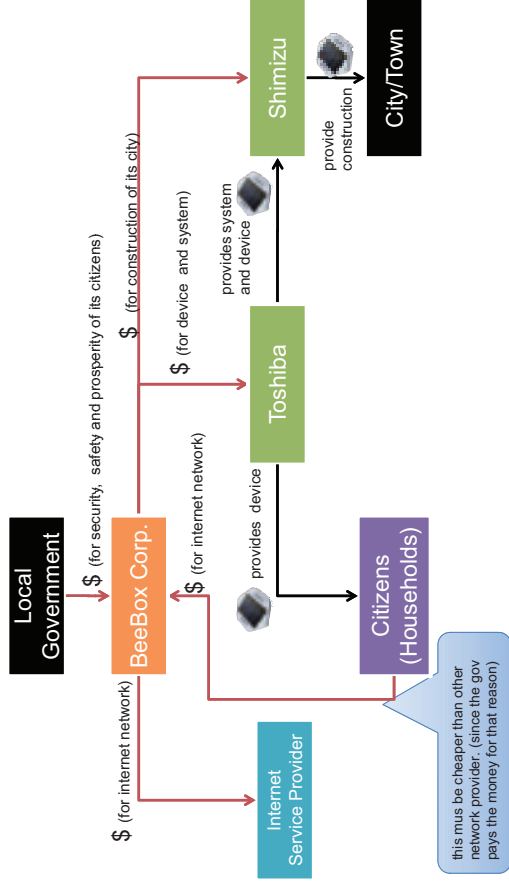 Local
Government
$ (for security, safety and prosperity of its citizens)
BeeBox Corp.
$ (for internet network)
$ (for construction of its city)
$ (for device and system)
$ (for internet network)
Internet
Service Provider
provides device
Toshiba
provides system
and device
Shimizu
provide
construction
Citizens
(Households)
City/Town
this mus be cheaper than other
network provider. (since the gov
pays the money for that reason)